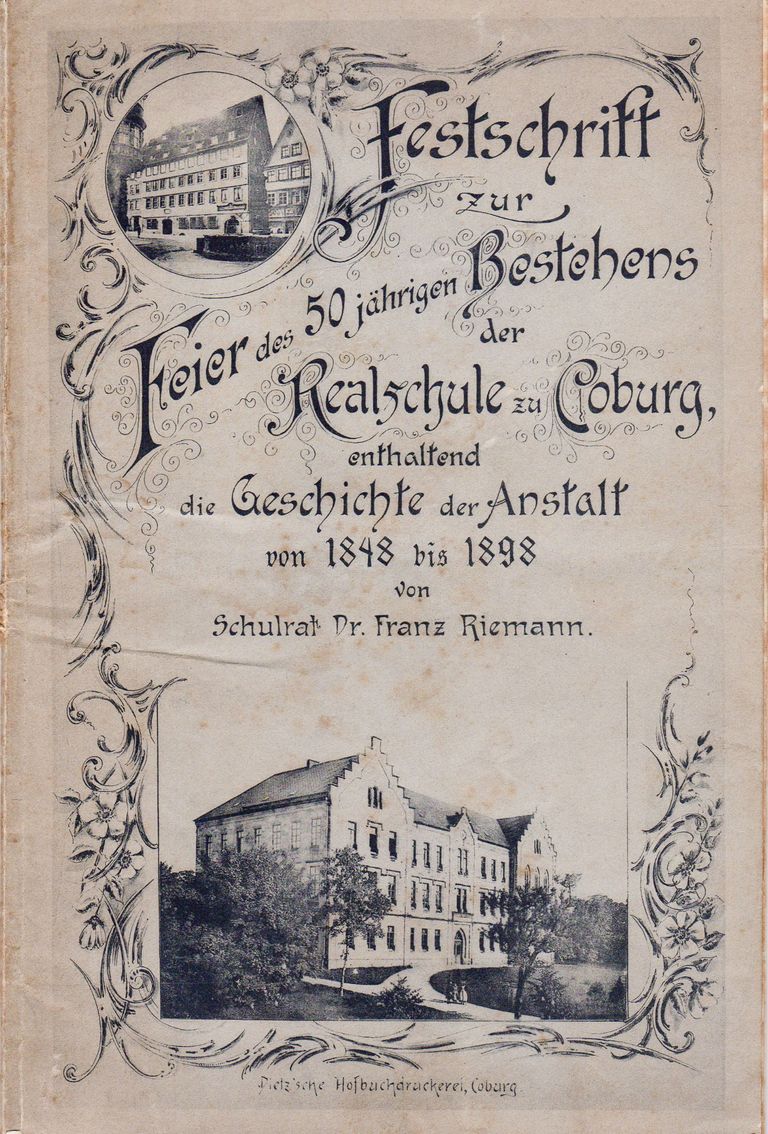 Festschrift
zur
Feier des 50 jährigen Bestehens
der
Realschule zu Coburg,
enthaltend
die Geschichte der Anstalt
von 1848 bis 1898
von
Schulrat Dr. Franz Riemann.
Dietz'sche Hofbuchdruckerei, Coburg.